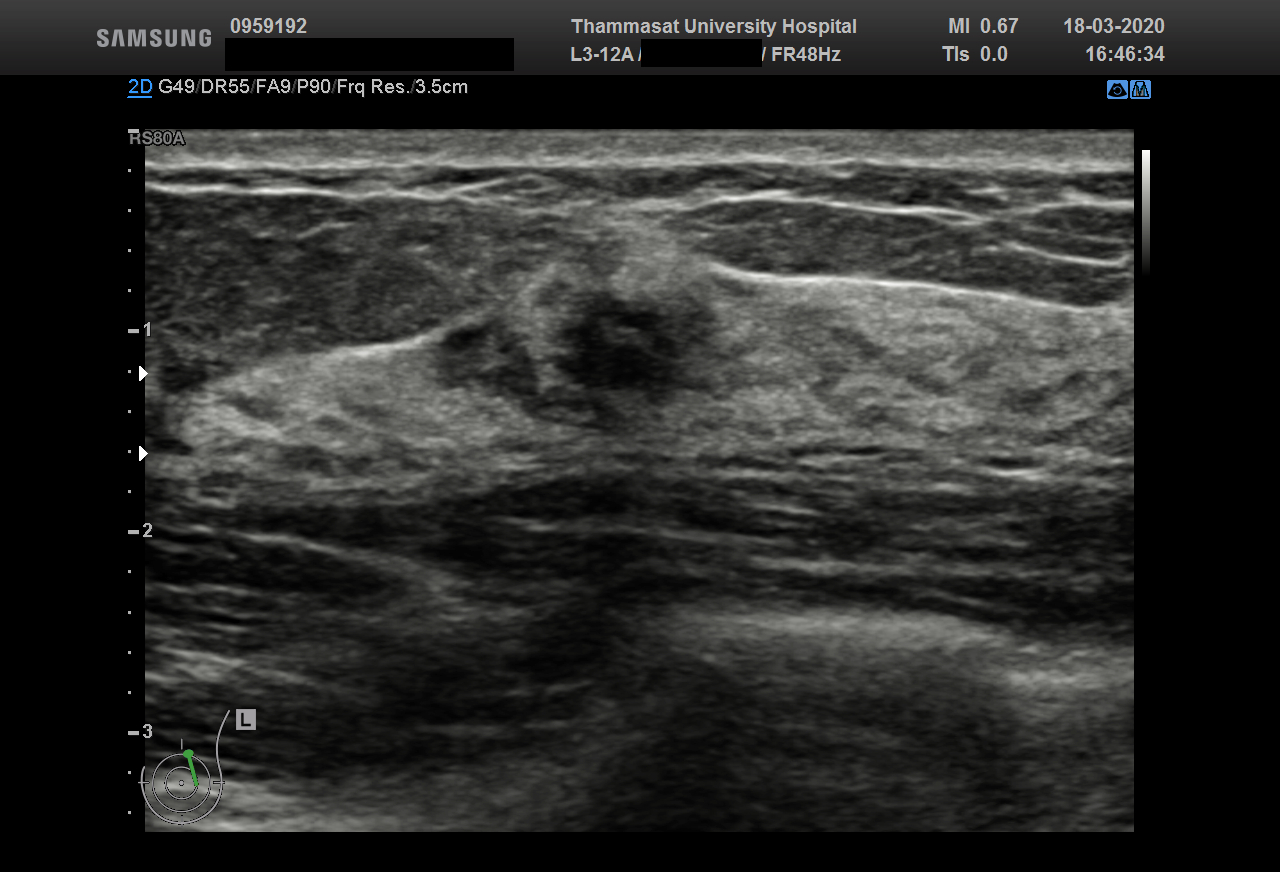 SAMSUNG
0959192
Thammasat University Hospital
MI 0.67
18-03-2020
L3-12A / / FR48Hz
TIs 0.0
16:46:34
2D G49/DR55/FA9/P90/Frq Res./3.5cm
RS80A
1
2
L
3